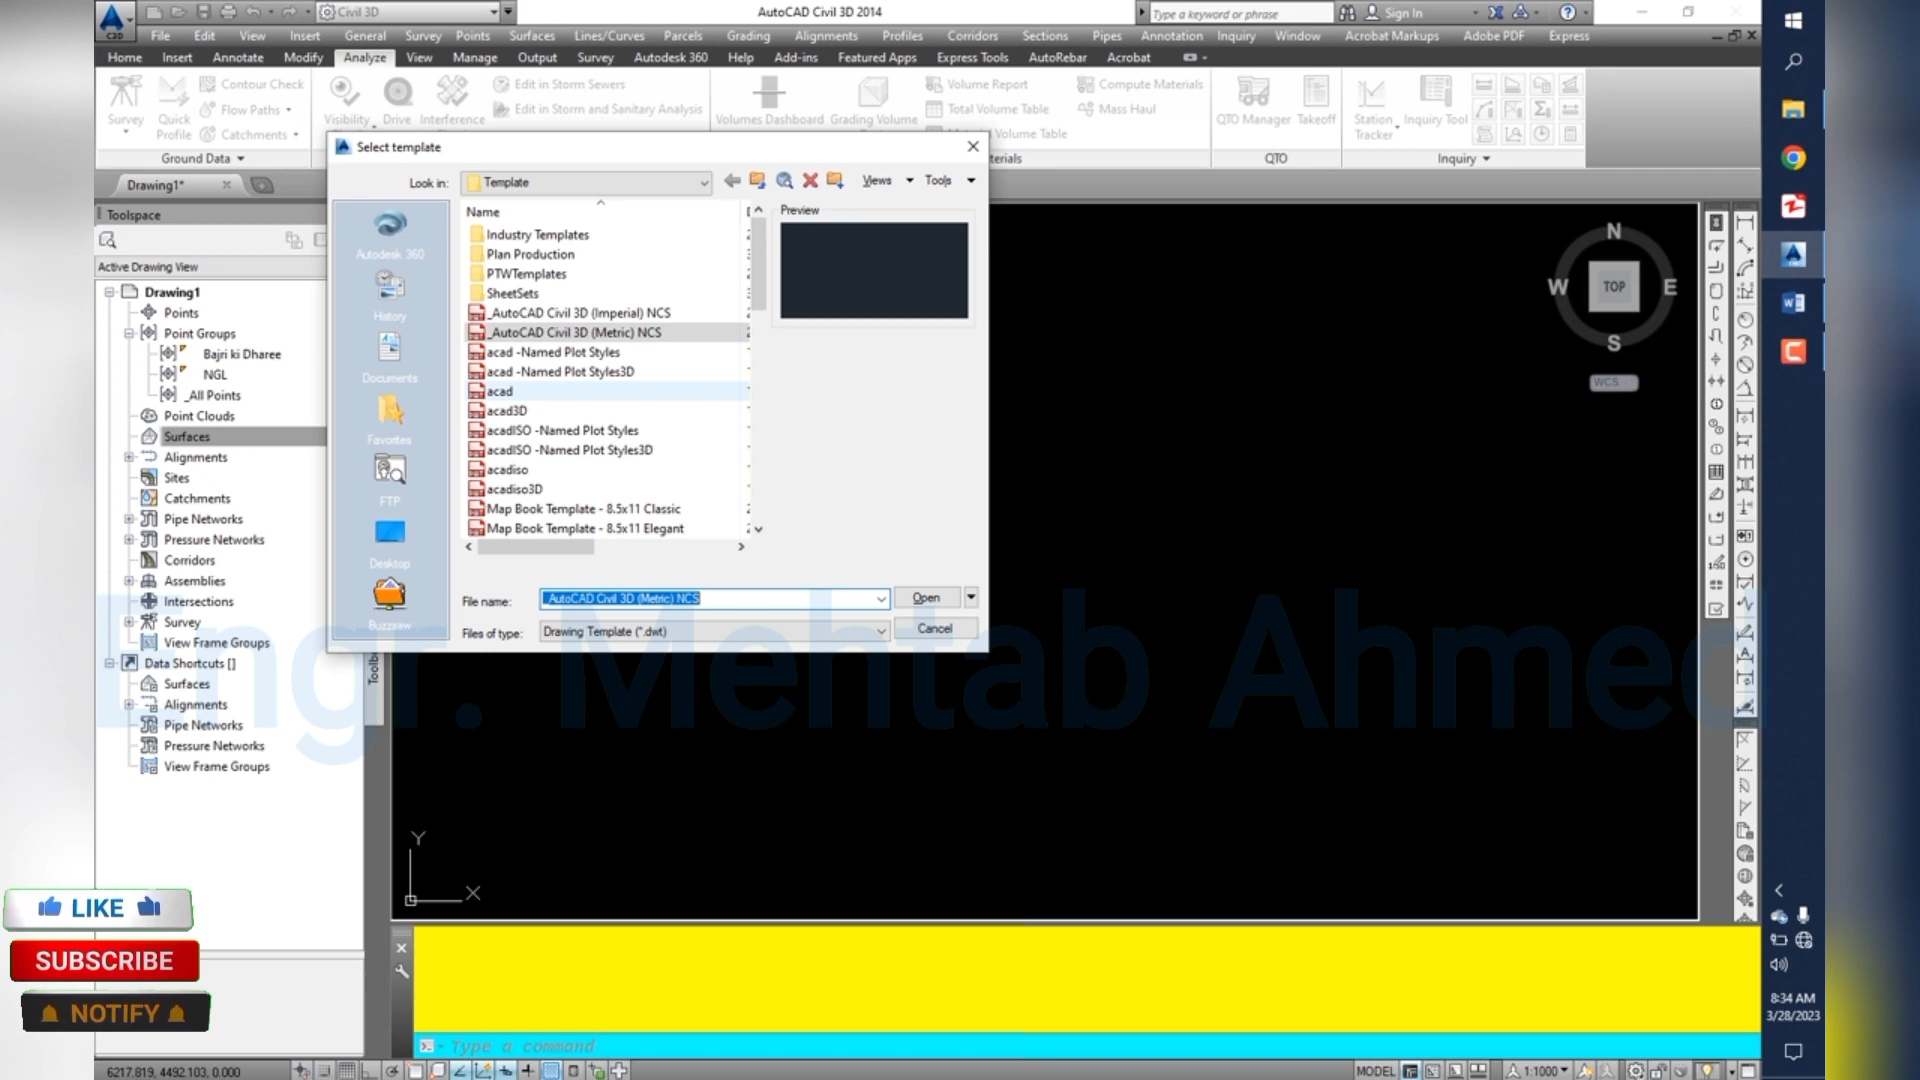 Civil 3D
AutoCAD Civil 3D 2014
Type a keyword or phrase
Sign In
C3D
File Edit View Insert General Survey Points Surfaces Lines/Curves Parcels Grading Alignments Profiles Corridors Sections Pipes Annotation Inquiry Window Acrobat Markups Adobe PDF Express
Home Insert Annotate Modify Analyze View Manage Output Survey Autodesk 360 Help Add-ins Featured Apps Express Tools AutoRebar Acrobat
Survey
Quick Profile
Contour Check
Flow Paths
Catchments
Ground Data
Visibility
Drive
Interference
Edit in Storm Sewers
Edit in Storm and Sanitary Analysis
Volumes Dashboard
Grading Volume
Volume Report
Total Volume Table
Volume Table
Compute Materials
Mass Haul
terials
QTO Manager
Takeoff
QTO
Station Tracker
Inquiry Tool
Inquiry
Drawing1*
Toolspace
Active Drawing View
Drawing1
Points
Point Groups
Bajri ki Dharee
NGL
_All Points
Point Clouds
Surfaces
Alignments
Sites
Catchments
Pipe Networks
Pressure Networks
Corridors
Assemblies
Intersections
Survey
View Frame Groups
Data Shortcuts []
Surfaces
Alignments
Pipe Networks
Pressure Networks
View Frame Groups
Select template
Look in:
Template
Views
Tools
Autodesk 360
History
Documents
Favorites
FTP
Desktop
Buzzsaw
Name
Industry Templates
Plan Production
PTWTemplates
SheetSets
_AutoCAD Civil 3D (Imperial) NCS
_AutoCAD Civil 3D (Metric) NCS
acad -Named Plot Styles
acad -Named Plot Styles3D
acad
acad3D
acadISO -Named Plot Styles
acadISO -Named Plot Styles3D
acadiso
acadiso3D
Map Book Template - 8.5x11 Classic
Map Book Template - 8.5x11 Elegant
Preview
File name:
_AutoCAD Civil 3D (Metric) NCS
Open
Files of type:
Drawing Template (*.dwt)
Cancel
N
W TOP E
S
WCS
Engr. Mehtab Ahmed
Y
X
LIKE
SUBSCRIBE
NOTIFY
Type a command
6217.819, 4492.103, 0.000
MODEL
1:1000
8:34 AM
3/28/2023